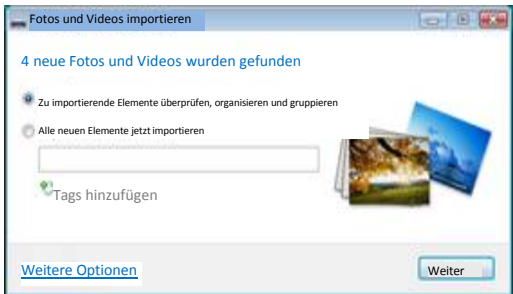 Fotos und Videos importieren
4 neue Fotos und Videos wurden gefunden
Zu importierende Elemente überprüfen, organisieren und gruppieren
Alle neuen Elemente jetzt importieren
Tags hinzufügen
Weitere Optionen
Weiter